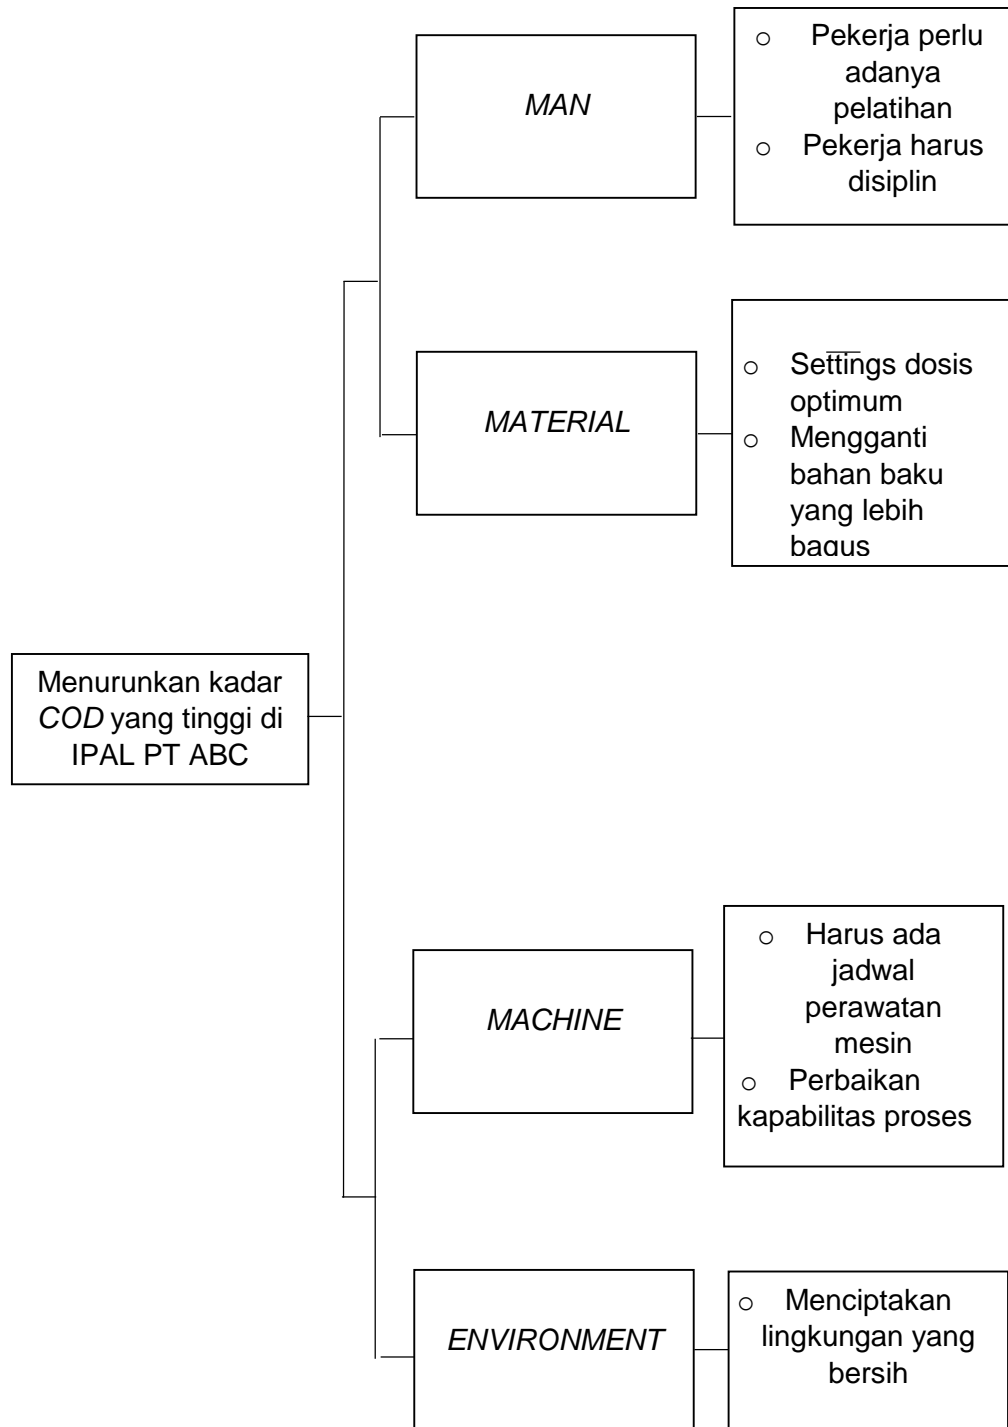 MAN
○ Pekerja perlu
adanya
pelatihan
○ Pekerja harus
disiplin
MATERIAL
○ Settings dosis
optimum
○ Mengganti
bahan baku
yang lebih
bagus
Menurunkan kadar
COD yang tinggi di
IPAL PT ABC
MACHINE
○ Harus ada
jadwal
perawatan
mesin
○ Perbaikan
kapabilitas proses
ENVIRONMENT
○ Menciptakan
lingkungan yang
bersih